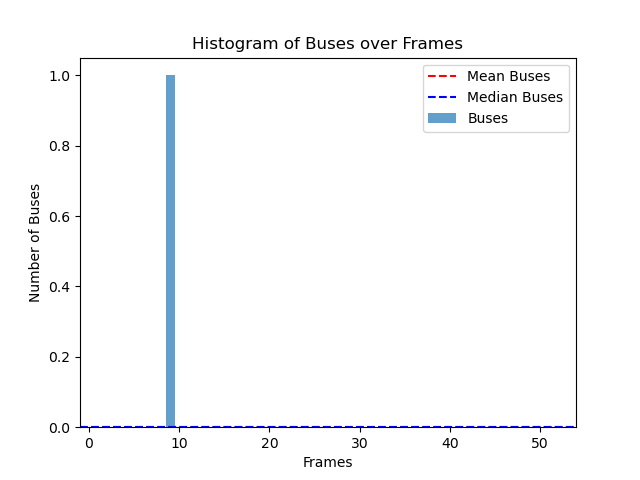 Histogram of Buses over Frames
Mean Buses
Median Buses
Buses
1.0
0.8
0.6
0.4
0.2
0.0
Number of Buses
0 10 20 30 40 50
Frames